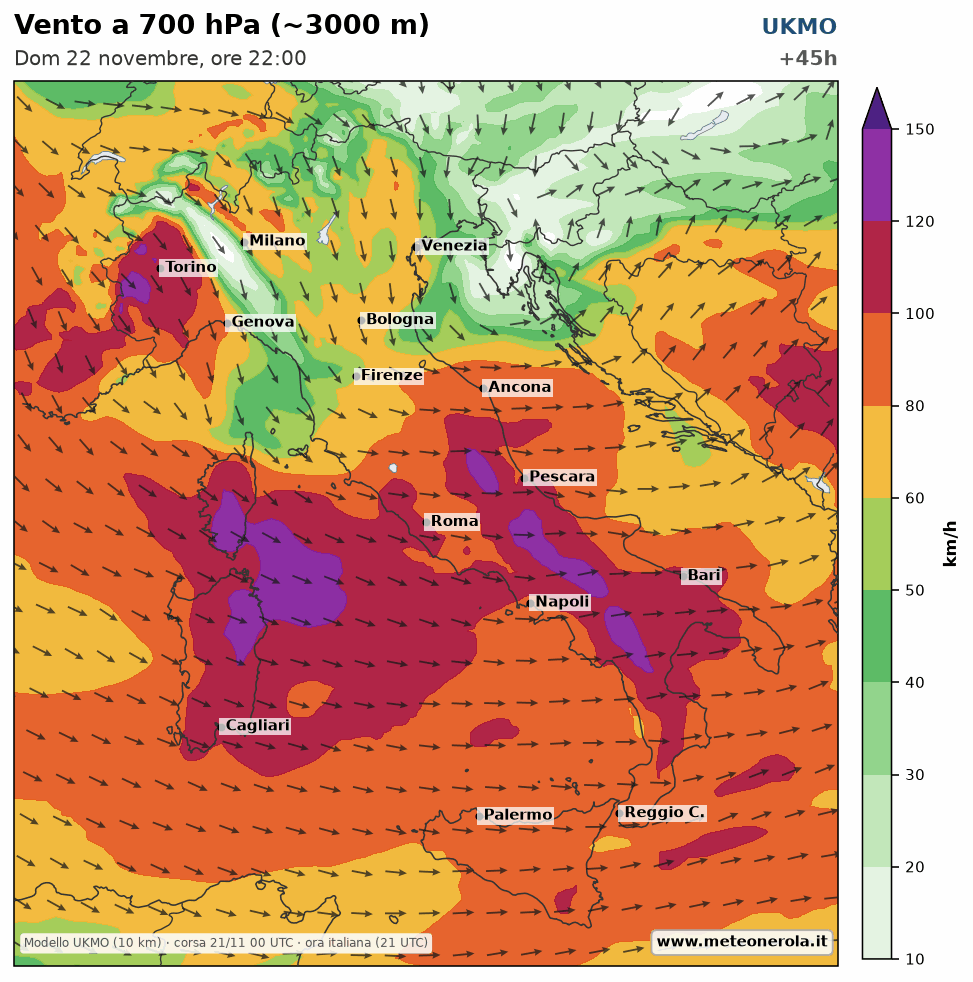 Vento a 700 hPa (~3000 m)
UKMO
Dom 22 novembre, ore 22:00
+45h
Milano
Venezia
Torino
Genova
Bologna
Firenze
Ancona
Pescara
Roma
Bari
Napoli
Cagliari
Palermo
Reggio C.
150
120
100
80
60
50
40
30
20
10
km/h
Modello UKMO (10 km) · corsa 21/11 00 UTC · ora italiana (21 UTC)
www.meteonerola.it